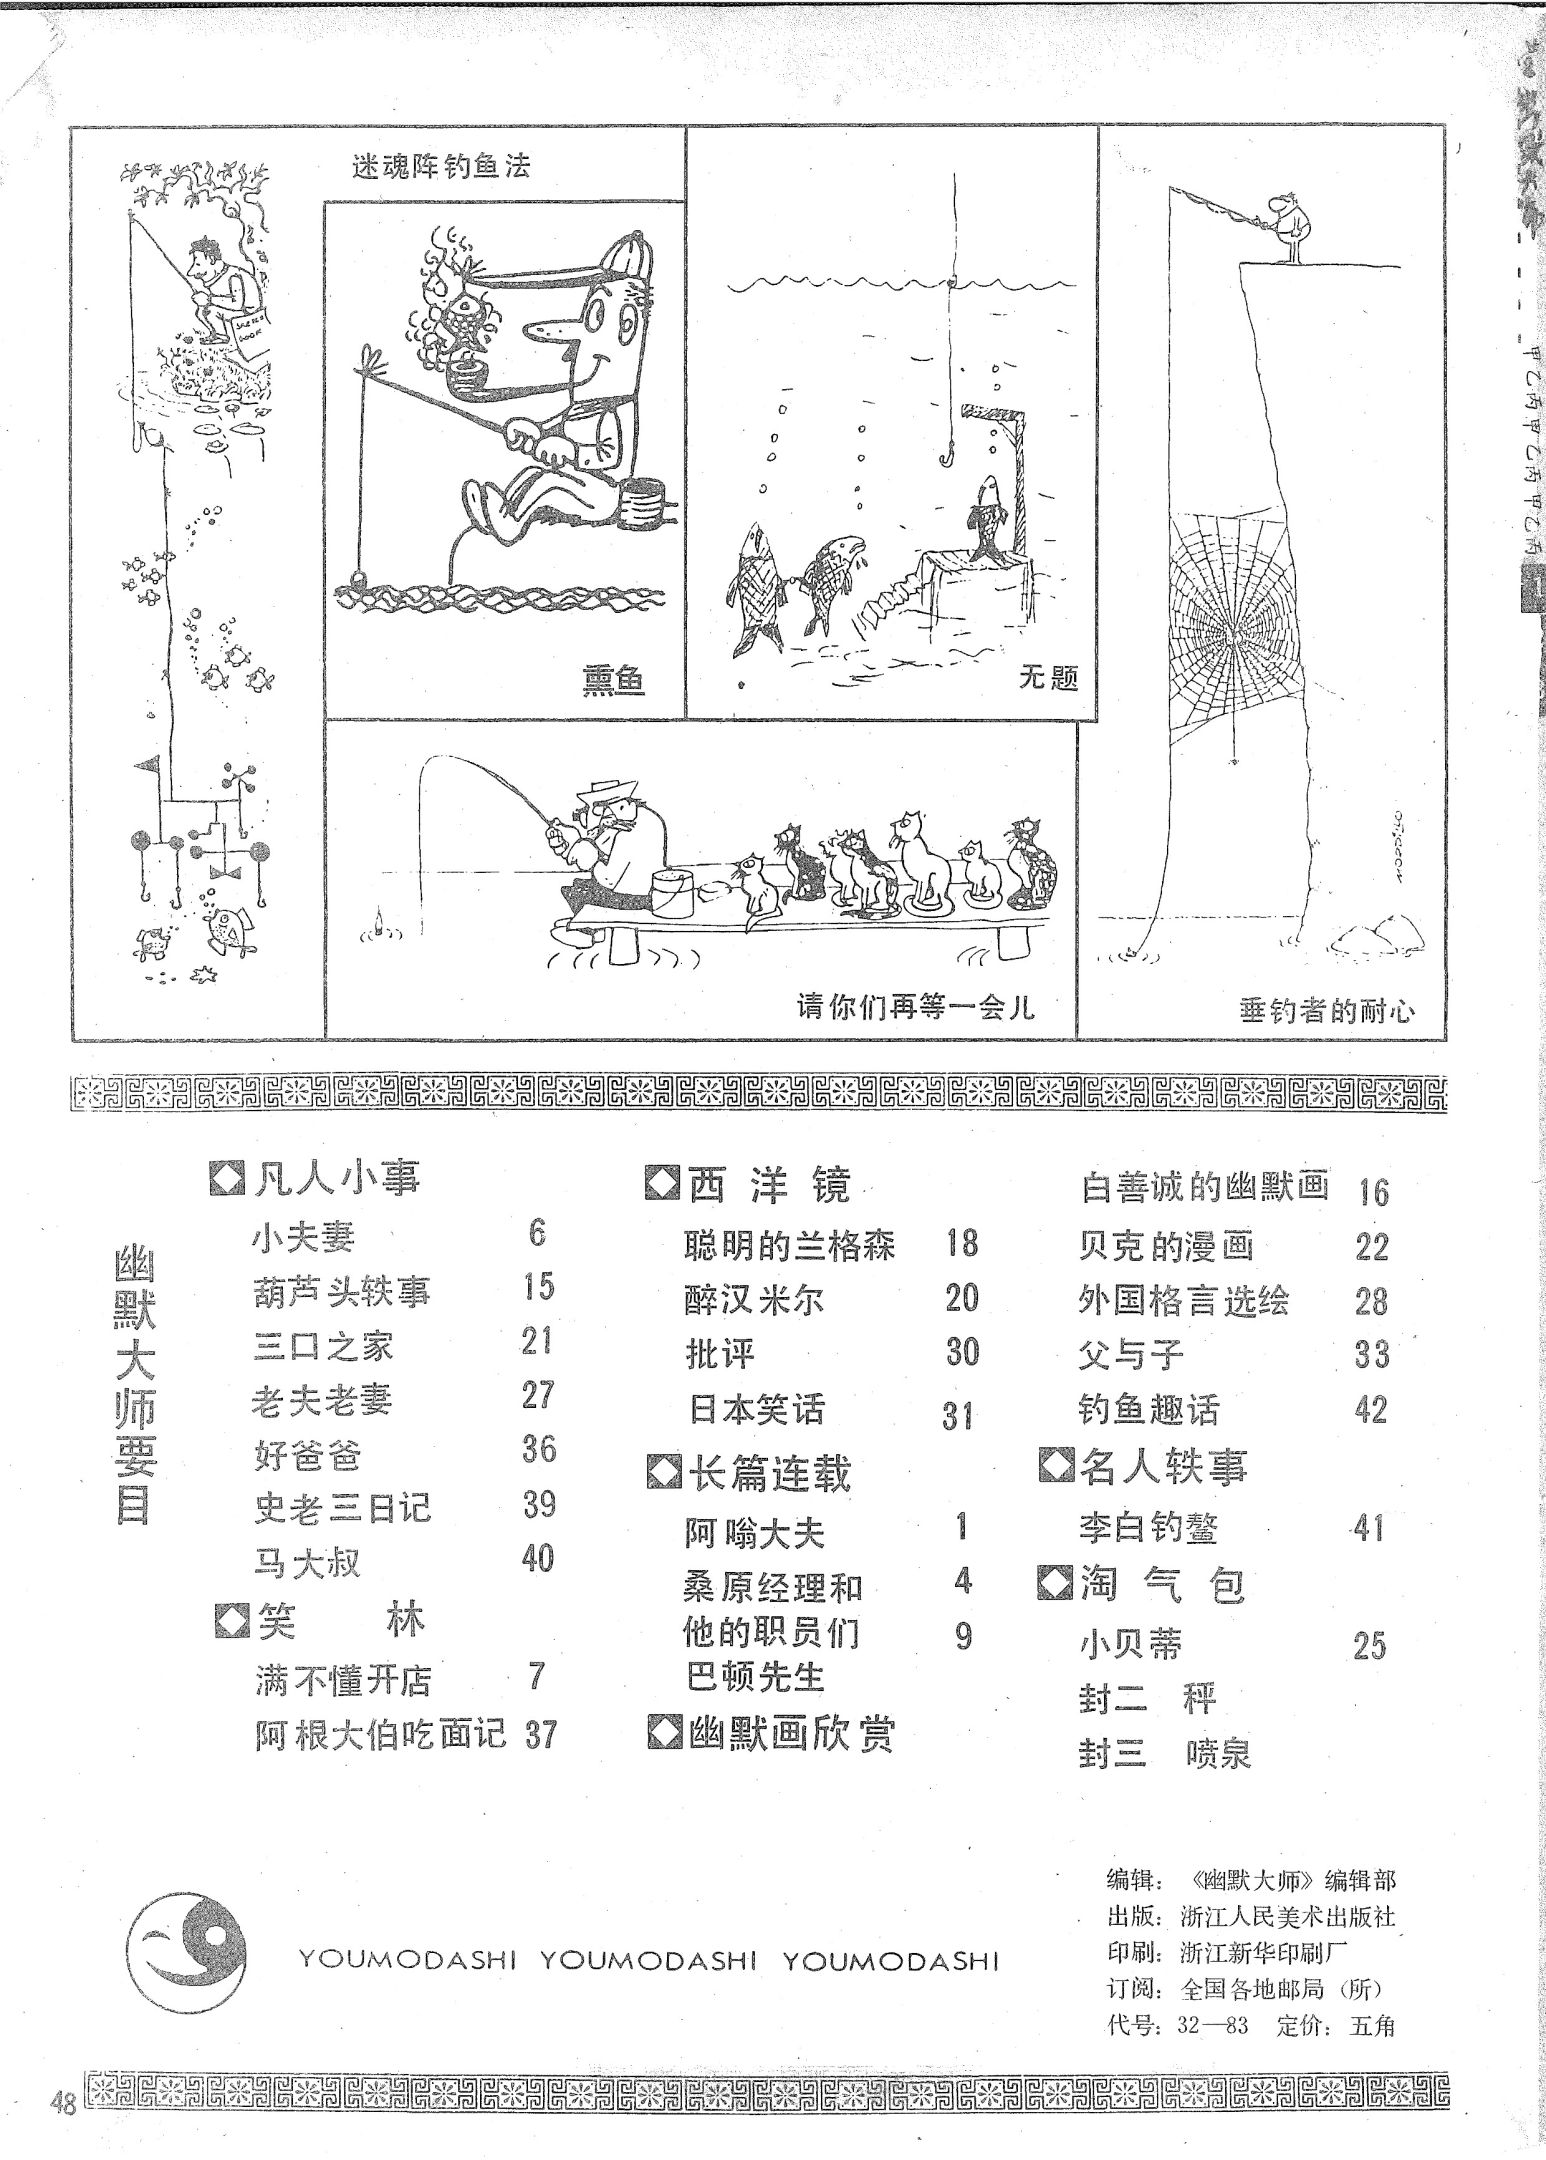 迷魂阵钓鱼法
SKETCH
BOOK
熏鱼
无题
请你们再等一会儿
垂钓者的耐心
幽默大师要目
凡人小事
小夫妻 6
葫芦头轶事 15
三口之家 21
老夫老妻 27
好爸爸 36
史老三日记 39
马大叔 40
笑 林
满不懂开店 7
阿根大伯吃面记 37
西洋镜
聪明的兰格森 18
醉汉米尔 20
批评 30
日本笑话 31
长篇连载
阿嗡大夫 1
桑原经理和 4
他的职员们 9
巴顿先生
幽默画欣赏
白善诚的幽默画 16
贝克的漫画 22
外国格言选绘 28
父与子 33
钓鱼趣话 42
名人轶事
李白钓鳌 41
淘气包
小贝蒂 25
封二 秤
封三 喷泉
YOUMODASHI YOUMODASHI YOUMODASHI
编辑：《幽默大师》编辑部
出版：浙江人民美术出版社
印刷：浙江新华印刷厂
订阅：全国各地邮局（所）
代号：32—83 定价：五角
48
甲乙丙甲乙丙甲乙丙